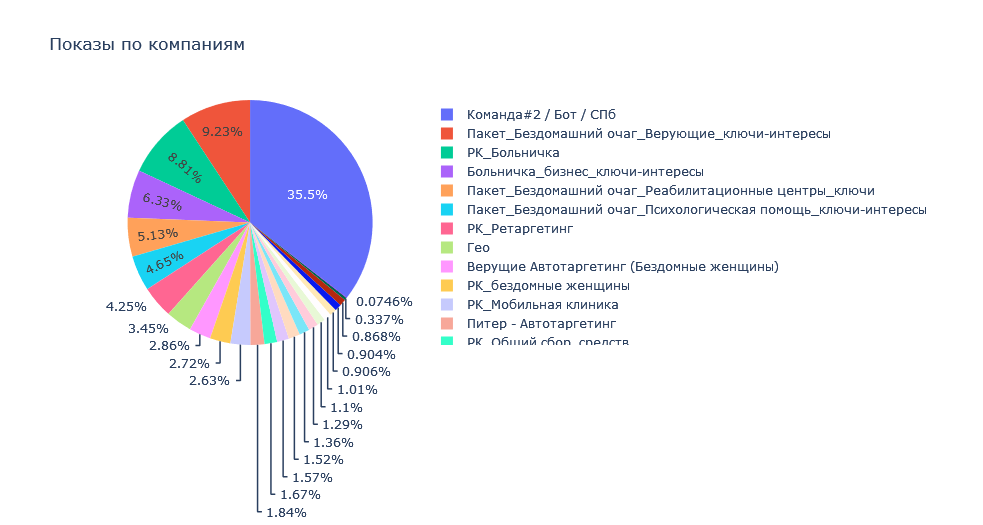 Показы по компаниям
35.5%
9.23%
8.81%
6.33%
5.13%
4.65%
4.25%
3.45%
2.86%
2.72%
2.63%
1.84%
1.67%
1.57%
1.52%
1.36%
1.29%
1.1%
1.01%
0.906%
0.904%
0.868%
0.337%
0.0746%
Команда#2 / Бот / СПб
Пакет_Бездомашний очаг_Верующие_ключи-интересы
РК_Больничка
Больничка_бизнес_ключи-интересы
Пакет_Бездомашний очаг_Реабилитационные центры_ключи
Пакет_Бездомашний очаг_Психологическая помощь_ключи-интересы
РК_Ретаргетинг
Гео
Верущие Автотаргетинг (Бездомные женщины)
РК_бездомные женщины
РК_Мобильная клиника
Питер - Автотаргетинг
РК_Общий сбор_средств